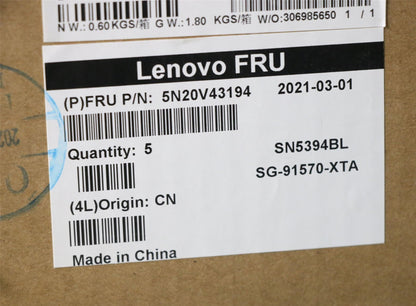 N W.: 0.60 KGS/箱 G W.: 1.80 KGS/箱 W/O:306985650 1 / 1
Lenovo FRU
(P)FRU P/N: 5N20V43194 2021-03-01
Quantity: 5 SN5394BL
SG-91570-XTA
(4L)Origin: CN
Made in China